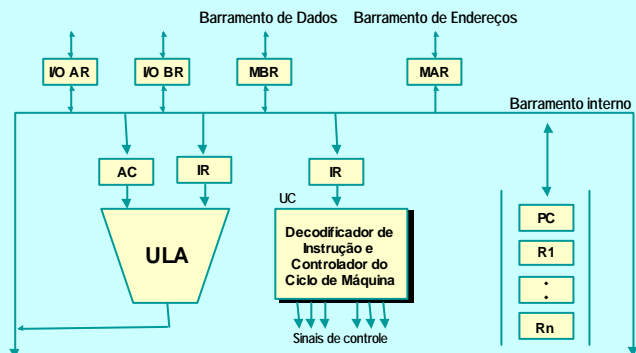 Barramento de Dados
Barramento de Endereços
I/O AR
I/O BR
MBR
MAR
Barramento interno
AC
IR
IR
UC
ULA
Decodificador de
Instrução e
Controlador do
Ciclo de Máquina
Sinais de controle
PC
R1
:
Rn